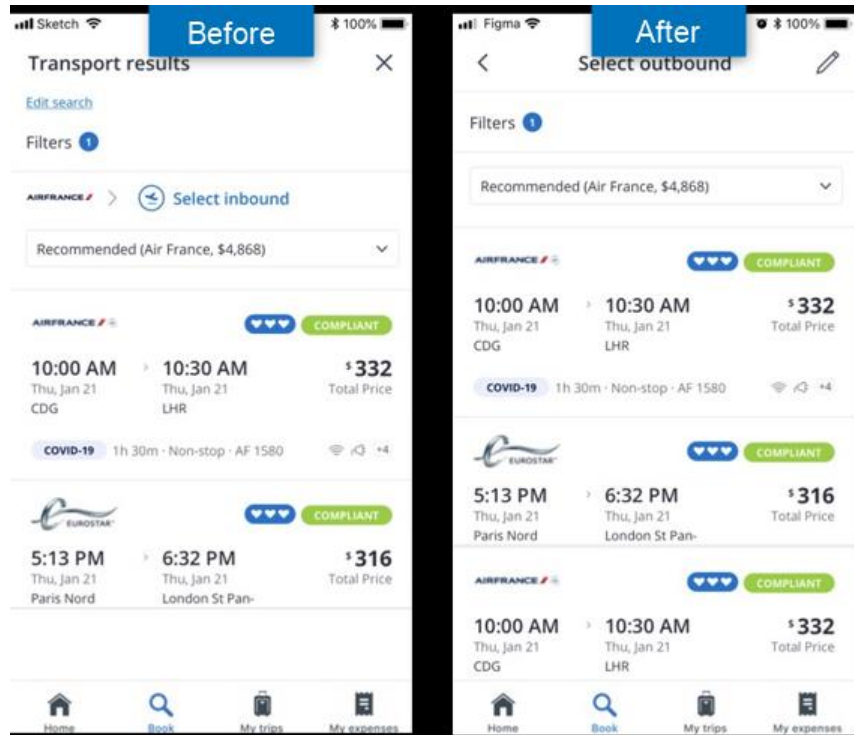 Sketch
Before
100%
Transport results
Edit search
Filters 1
AIRFRANCE
Select inbound
Recommended (Air France, $4,868)
AIRFRANCE
COMPLIANT
10:00 AM 10:30 AM $332
Thu, Jan 21 Thu, Jan 21 Total Price
CDG LHR
COVID-19 1h 30m · Non-stop · AF 1580 +4
EUROSTAR
COMPLIANT
5:13 PM 6:32 PM $316
Thu, Jan 21 Thu, Jan 21 Total Price
Paris Nord London St Pan-
Home Book My trips My expenses
Figma
After
100%
Select outbound
Filters 1
Recommended (Air France, $4,868)
AIRFRANCE
COMPLIANT
10:00 AM 10:30 AM $332
Thu, Jan 21 Thu, Jan 21 Total Price
CDG LHR
COVID-19 1h 30m · Non-stop · AF 1580 +4
EUROSTAR
COMPLIANT
5:13 PM 6:32 PM $316
Thu, Jan 21 Thu, Jan 21 Total Price
Paris Nord London St Pan-
AIRFRANCE
COMPLIANT
10:00 AM 10:30 AM $332
Thu, Jan 21 Thu, Jan 21 Total Price
CDG LHR
Home Book My trips My expenses